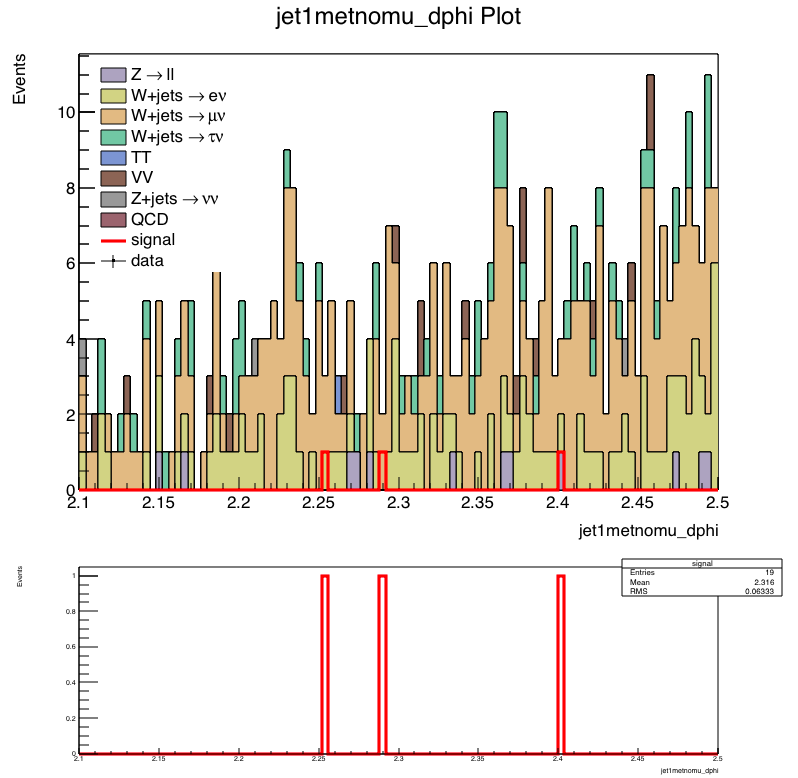 jet1metnomu_dphi Plot
Events
Z → ll
W+jets → eν
W+jets → μν
W+jets → τν
TT
VV
Z+jets → νν
QCD
signal
data
10
8
6
4
2
0
2.1 2.15 2.2 2.25 2.3 2.35 2.4 2.45 2.5
jet1metnomu_dphi
Events
signal
Entries 19
Mean 2.316
RMS 0.06333
1
0.8
0.6
0.4
0.2
0
2.1 2.15 2.2 2.25 2.3 2.35 2.4 2.45 2.5
jet1metnomu_dphi